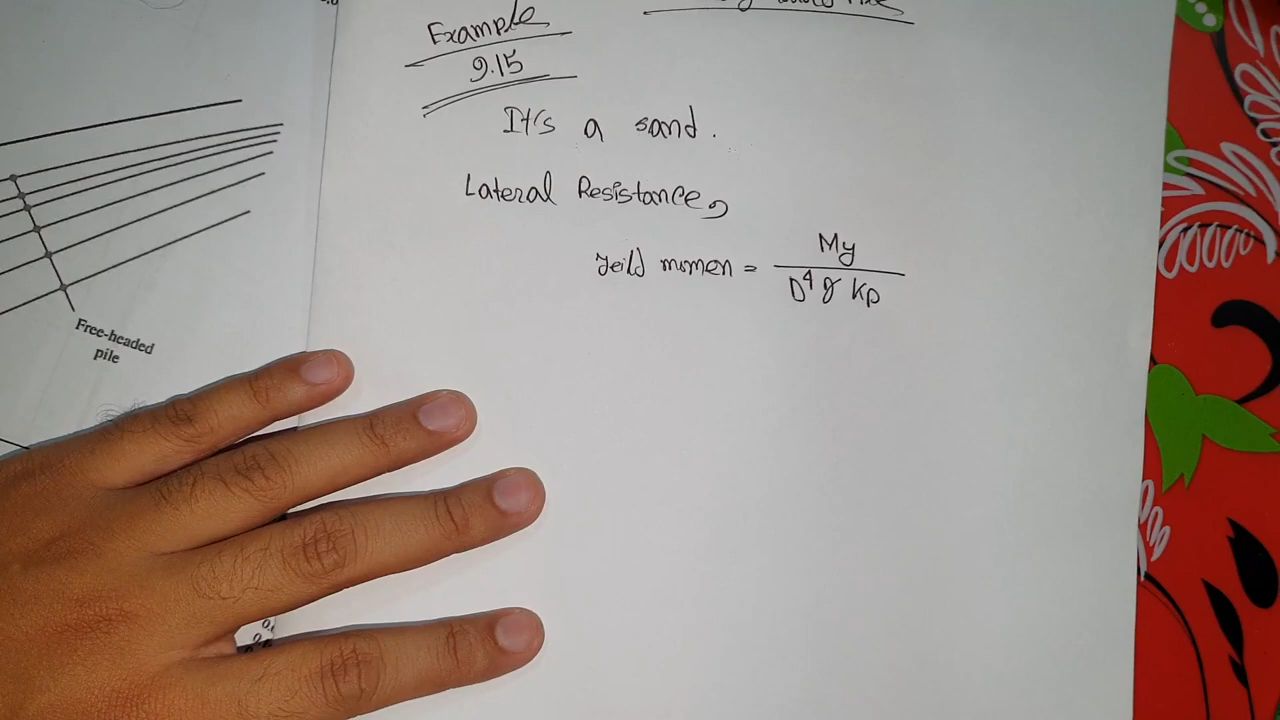 Example
9.15
It's a sand.
Lateral Resistance,
Yeild momen = My
D⁴ γ Kp
Free-headed
pile